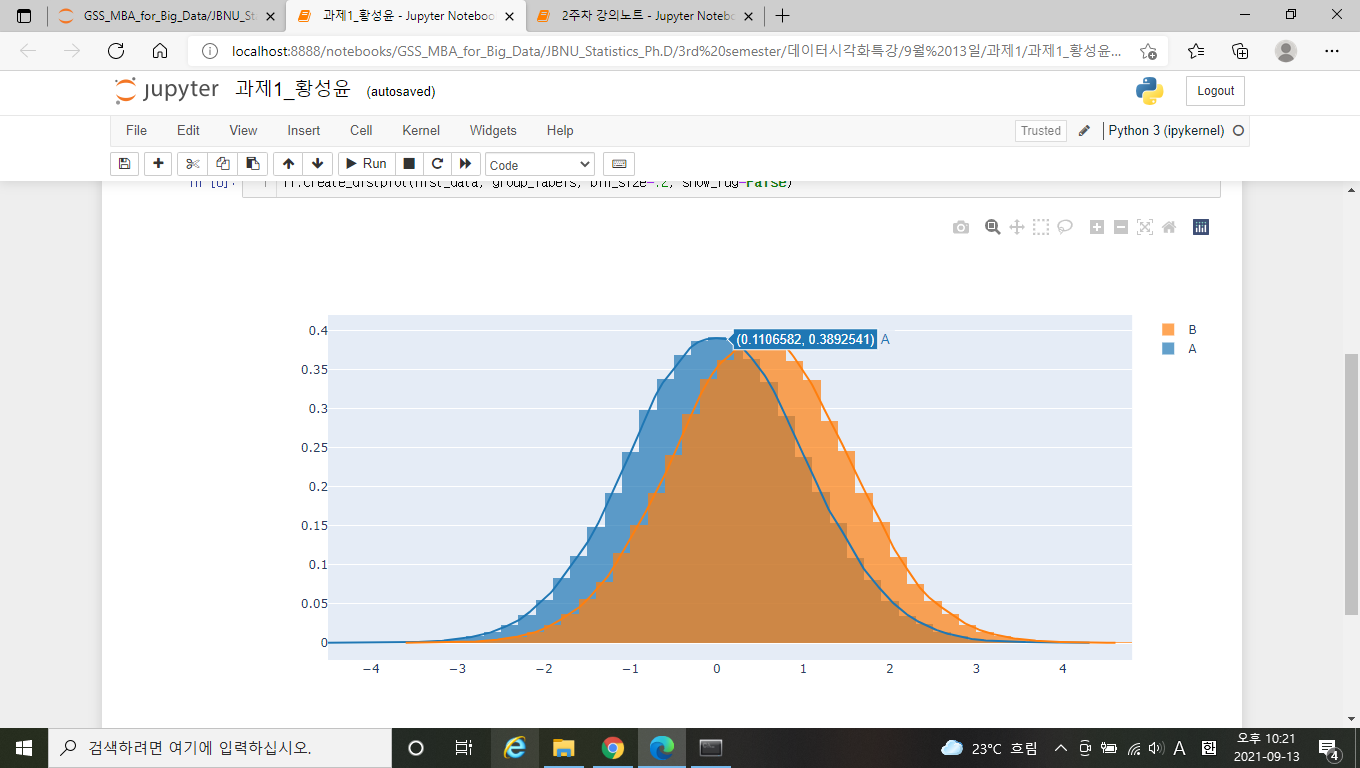 GSS_MBA_for_Big_Data/JBNU_St
과제1_황성윤 - Jupyter Noteboo
2주차 강의노트 - Jupyter Notebo
localhost:8888/notebooks/GSS_MBA_for_Big_Data/JBNU_Statistics_Ph.D/3rd%20semester/데이터시각화특강/9월%2013일/과제1/과제1_황성윤...
jupyter 과제1_황성윤 (autosaved)
Logout
File Edit View Insert Cell Kernel Widgets Help
Trusted
Python 3 (ipykernel)
Run
Code
ff.create_distplot(hist_data, group_labels, bin_size=.2, show_rug=False)
0.4
0.35
0.3
0.25
0.2
0.15
0.1
0.05
0
(0.1106582, 0.3892541) A
B
A
−4 −3 −2 −1 0 1 2 3 4
검색하려면 여기에 입력하십시오.
23°C 흐림
A
한
오후 10:21
2021-09-13
4